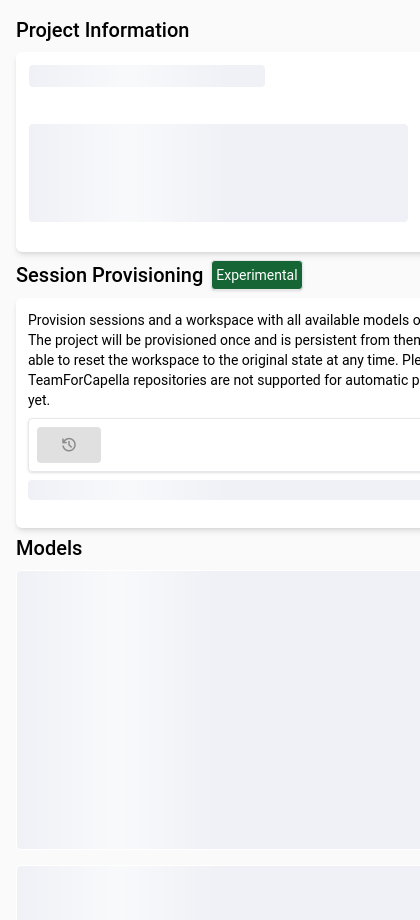 Project Information
Session Provisioning Experimental
Provision sessions and a workspace with all available models
The project will be provisioned once and is persistent from
able to reset the workspace to the original state at any time.
TeamForCapella repositories are not supported for automatic
yet.
Models